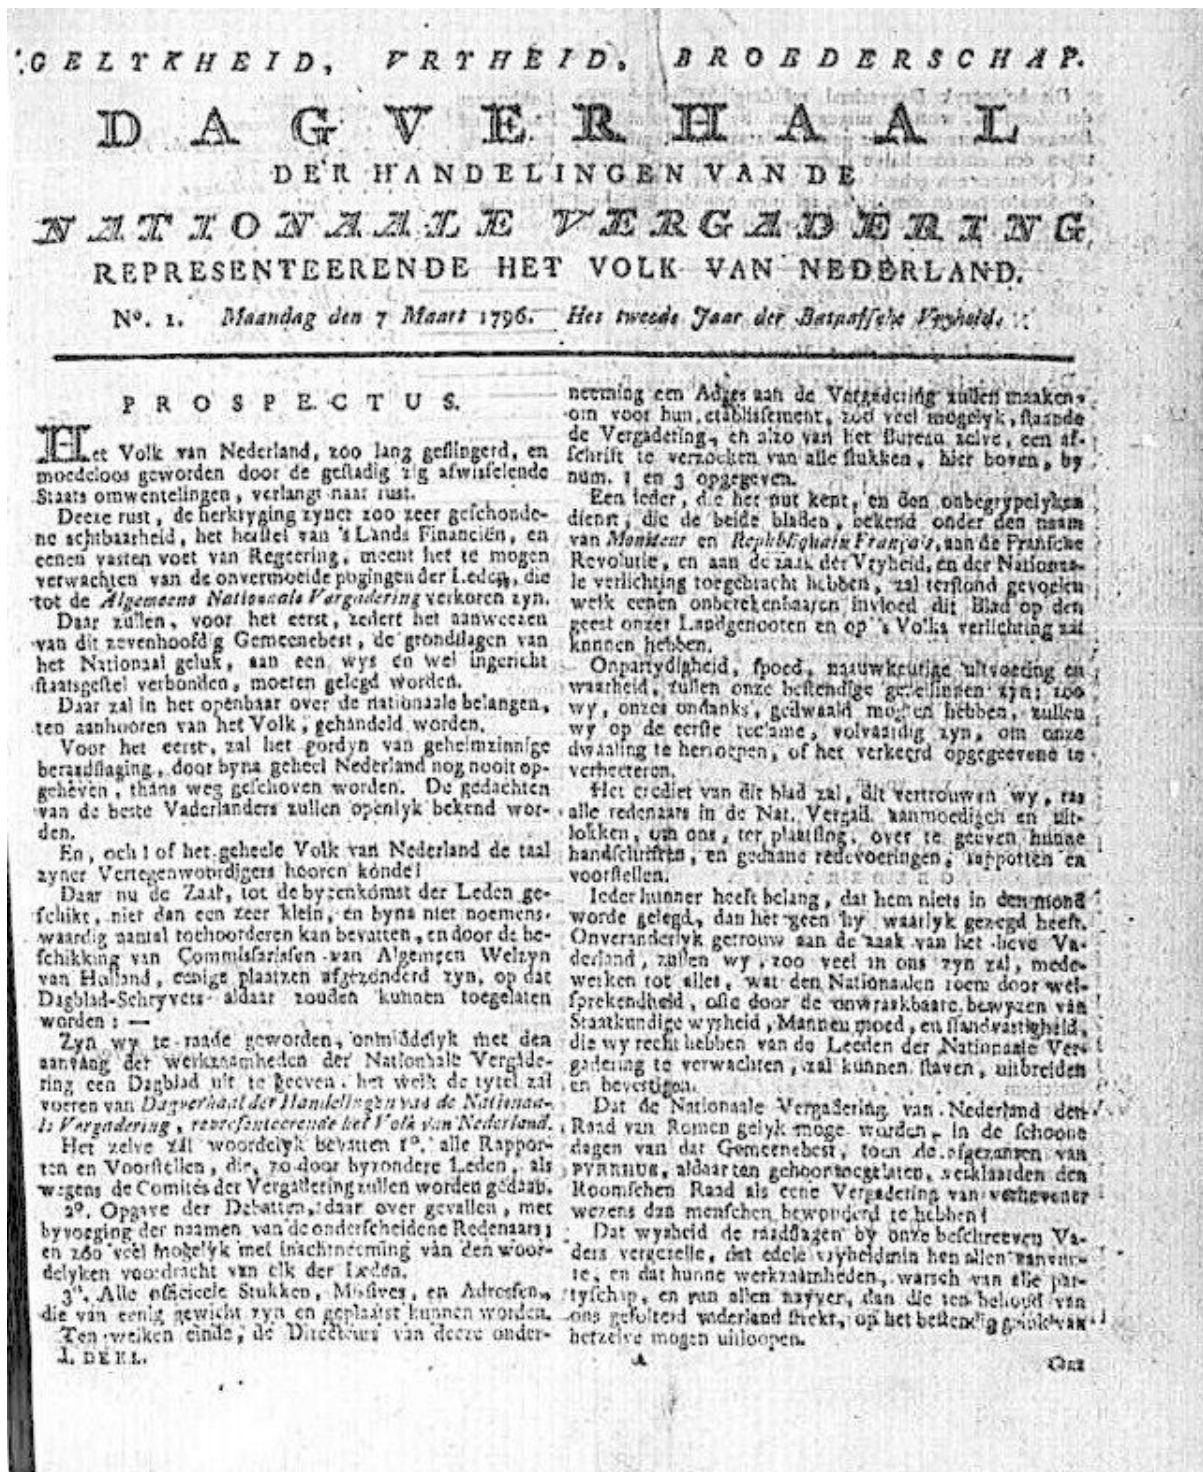 GELYKHEID, VRYHEID, BROEDERSCHAP.
DAGVERHAAL
DER HANDELINGEN VAN DE
NATIONAALE VERGADERING,
REPRESENTEERENDE HET VOLK VAN NEDERLAND.
No. 1. Maandag den 7 Maart 1796. Het tweede Jaar der Bataafsche Vryheid.
PROSPECTUS.
Het Volk van Nederland, zoo lang geslingerd, en
moedeloos geworden door de gestadig zig afwisselende
Staats omwentelingen, verlangt naar rust.
Deeze rust, de herkryging zyner zoo zeer geschonde-
ne achtbaarheid, het herstel van 's Lands Financiën, en
eenen vasten voet van Regeering, meent het te mogen
verwachten van de onvermoeide pogingen der Leden, die
tot de Algemeene Nationaale Vergadering verkoren zyn.
Daar zullen, voor het eerst, zedert het aanweezen
van dit zevenhoofdig Gemeenebest, de grondslagen van
het Nationaal geluk, aan een wys en wel ingericht
staatsgestel verbonden, moeten gelegd worden.
Daar zal in het openbaar over de nationaale belangen,
ten aanhooren van het Volk, gehandeld worden.
Voor het eerst, zal het gordyn van geheimzinnige
beraadslaging, door byna geheel Nederland nog nooit op-
geheven, thans weg geschoven worden. De gedachten
van de beste Vaderlanders zullen openlyk bekend wor-
den.
En, och! of het geheele Volk van Nederland de taal
zyner Vertegenwoordigers hooren konde!
Daar nu de Zaal, tot de byeenkomst der Leden ge-
schikt, niet dan een zeer klein, en byna niet noemens-
waardig aantal toehoorderen kan bevatten, en door de be-
schikking van Commissarissen van Algemeen Welzyn
van Holland, eenige plaatzen afgezonderd zyn, op dat
Dagblad-Schryvers aldaar zouden kunnen toegelaten
worden: —
Zyn wy te raade geworden, onmiddelyk met den
aanvang der werkzaamheden der Nationaale Vergade-
ring een Dagblad uit te geeven, het welk de tytel zal
voeren van Dagverhaal der Handelingen van de Nationaa-
le Vergadering, representeerende het Volk van Nederland.
Het zelve zal woordelyk bevatten 1°. alle Rappor-
ten en Voorstellen, die, zo door byzondere Leden, als
wegens de Comités der Vergadering zullen worden gedaan.
2°. Opgave der Debatten, daar over gevallen, met
byvoeging der naamen van de onderscheidene Redenaars;
en zoo veel mogelyk met inachtneeming van den woor-
delyken voordracht van elk der Leden.
3°. Alle officieele Stukken, Missives, en Adressen,
die van eenig gewicht zyn en geplaatst kunnen worden.
Ten welken einde, de Directeurs van deeze onder-
I. DEEL.
neeming een Adres aan de Vergadering zullen maaken,
om voor hun etablissement, zoo veel mogelyk, staande
de Vergadering, en alzo van het Bureau zelve, een af-
schrift te verzoeken van alle stukken, hier boven, by
num. 1 en 3 opgegeven.
Een ieder, die het nut kent, en den onbegrypelyken
dienst, die de beide bladen, bekend onder den naam
van Moniteur en Republiquain Français, aan de Fransche
Revolutie, en aan de zaak der Vryheid, en der Nationaa-
le verlichting toegebracht hebben, zal terstond gevoelen
welk eenen onberekenbaaren invloed dit Blad op den
geest onzer Landgenooten en op 's Volks verlichting zal
kunnen hebben.
Onpartydigheid, spoed, naauwkeurige uitvoering en
waarheid, zullen onze bestendige gezellinnen zyn; zoo
wy, onzes ondanks, gedwaald mogten hebben, zullen
wy op de eerste reclame, volvaardig zyn, om onze
dwaaling te herroepen, of het verkeerd opgegeevene te
verbeeteren.
Het crediet van dit blad zal, dit vertrouwen wy, ras
alle redenaars in de Nat. Vergad. aanmoedigen en uit-
lokken, om ons, ter plaatsing, over te geeven hunne
handschriften, en gedaane redevoeringen, rapporten en
voorstellen.
Ieder hunner heeft belang, dat hem niets in den mond
worde gelegd, dan het geen hy waarlyk gezegd heeft.
Onveranderlyk getrouw aan de zaak van het lieve Va-
derland, zullen wy, zoo veel in ons zyn zal, mede-
werken tot alles, wat den Nationaalen roem door wel-
sprekendheid, ofte door de onwraakbaare bewyzen van
Staatkundige wysheid, Mannen moed, en standvastigheid,
die wy recht hebben van de Leeden der Nationaale Ver-
gadering te verwachten, zal kunnen staven, uitbreiden
en bevestigen.
Dat de Nationaale Vergadering van Nederland den
Raad van Romen gelyk moge worden, in de schoone
dagen van dat Gemeenebest, toen de afgezanten van
PYRRHUS, aldaar ten gehoor toegelaten, verklaarden den
Roomschen Raad als eene Vergadering van verhevener
wezens dan menschen bewonderd te hebben!
Dat wysheid de raadslagen by onze beschreeven Va-
ders vergezelle, dat edele vryheidmin hen allen aanvuu-
re, en dat hunne werkzaamheden, warsch van alle par-
tyschip, en van allen nayver, dan die ten behoud van
ons gefolterd vaderland strekt, op het bestendig geluk van
hetzelve mogen uitloopen.
A